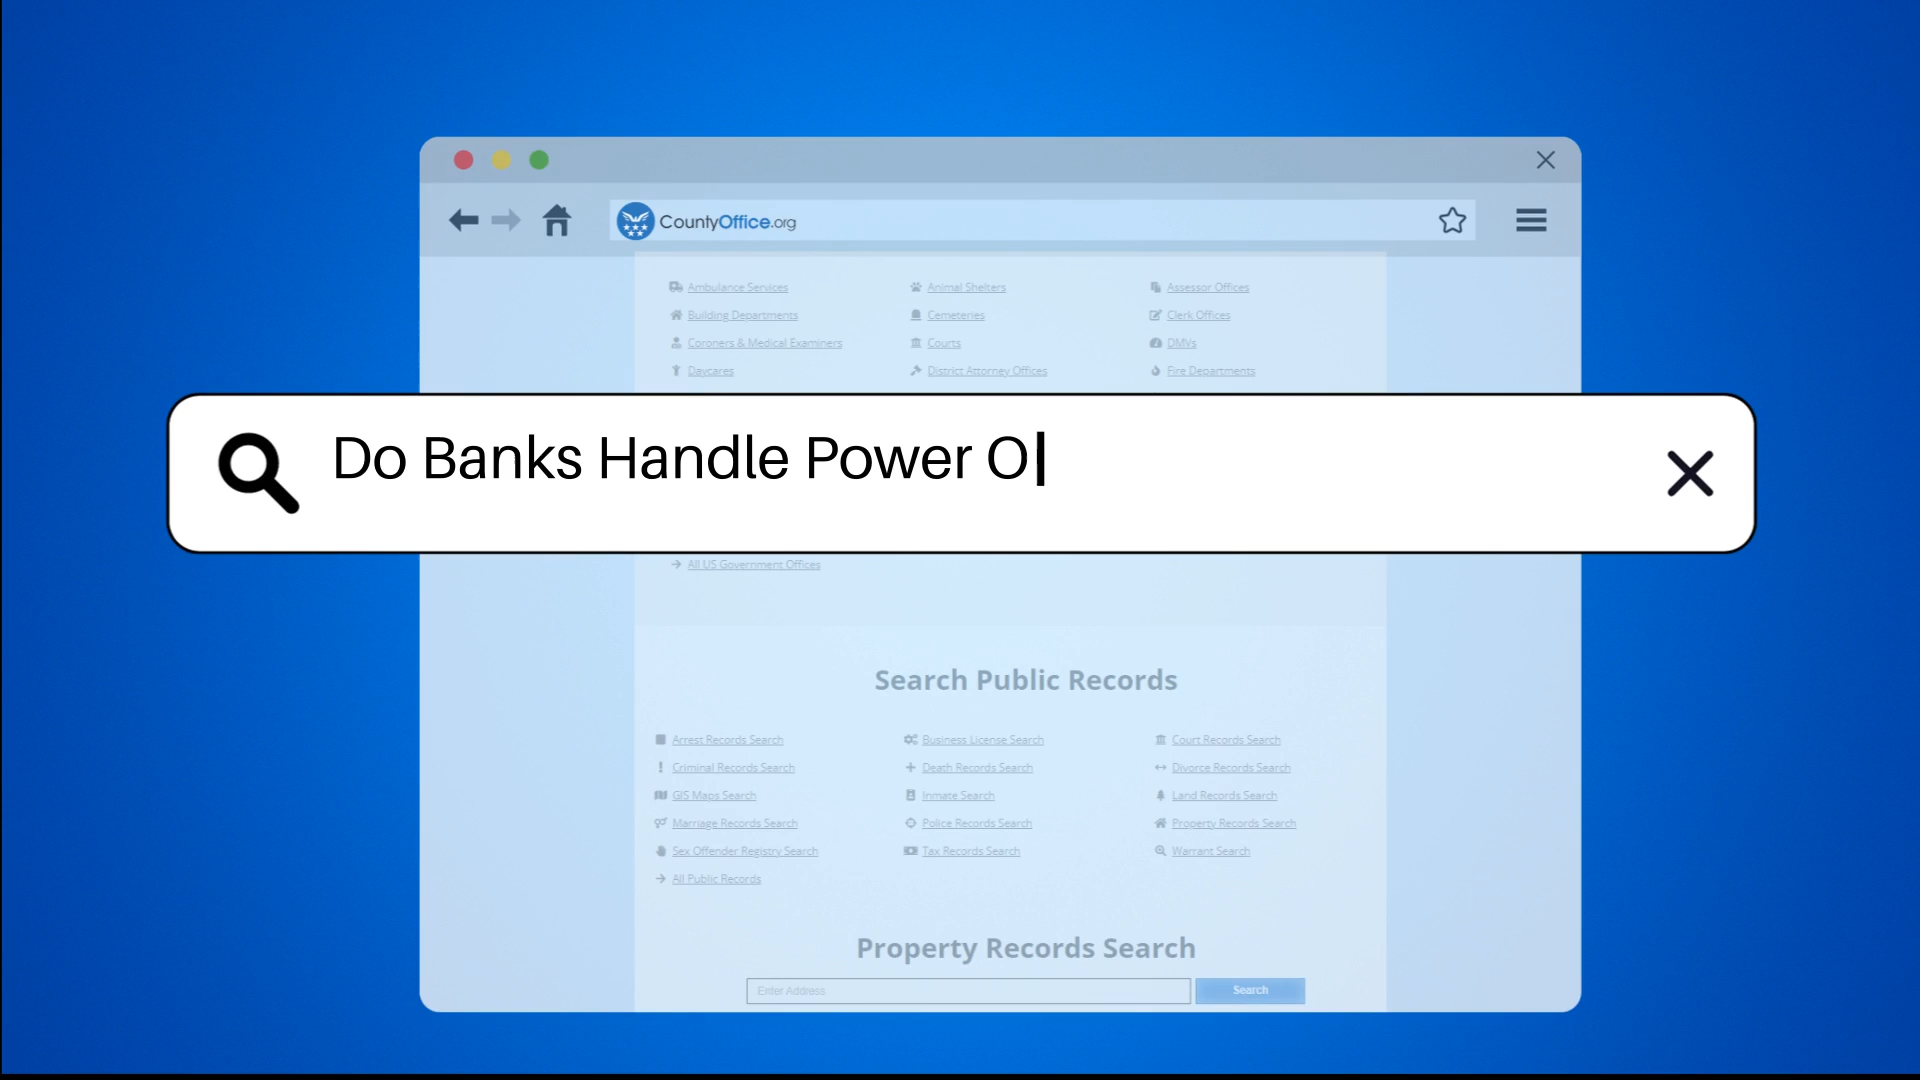 CountyOffice.org
Ambulance Services Animal Shelters Assessor Offices
Building Departments Cemeteries Clerk Offices
Coroners & Medical Examiners Courts DMVs
Daycares District Attorney Offices Fire Departments
Do Banks Handle Power O
All US Government Offices
Search Public Records
Arrest Records Search Business License Search Court Records Search
Criminal Records Search Death Records Search Divorce Records Search
GIS Maps Search Inmate Search Land Records Search
Marriage Records Search Police Records Search Property Records Search
Sex Offender Registry Search Tax Records Search Warrant Search
All Public Records
Property Records Search
Enter Address Search